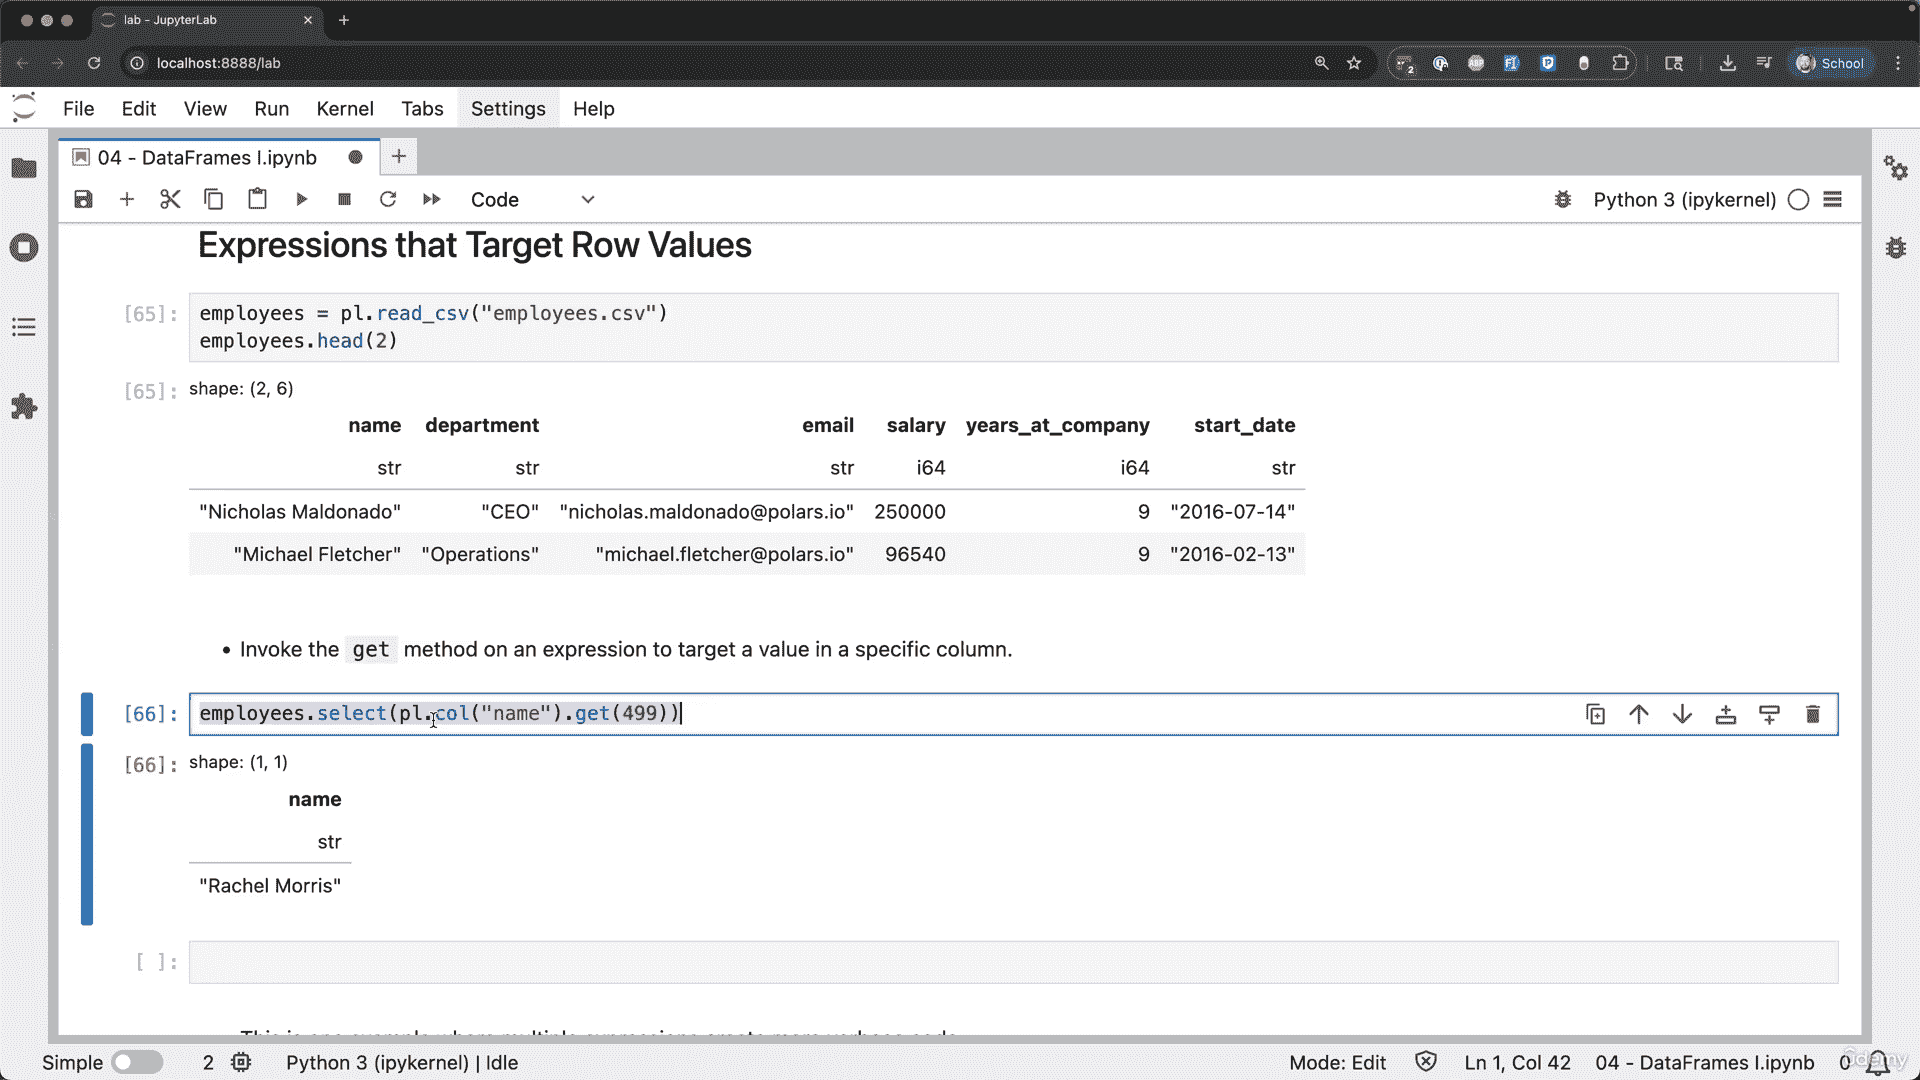 lab - JupyterLab
localhost:8888/lab
2
School
File Edit View Run Kernel Tabs Settings Help
04 - DataFrames I.ipynb
Code
Python 3 (ipykernel)
Expressions that Target Row Values
[65]: employees = pl.read_csv("employees.csv")
employees.head(2)
[65]: shape: (2, 6)
name department email salary years_at_company start_date
str str str i64 i64 str
"Nicholas Maldonado" "CEO" "nicholas.maldonado@polars.io" 250000 9 "2016-07-14"
"Michael Fletcher" "Operations" "michael.fletcher@polars.io" 96540 9 "2016-02-13"
• Invoke the get method on an expression to target a value in a specific column.
[66]: employees.select(pl.col("name").get(499))
[66]: shape: (1, 1)
name
str
"Rachel Morris"
[ ]:
Simple 2 Python 3 (ipykernel) | Idle Mode: Edit Ln 1, Col 42 04 - DataFrames I.ipynb 0
ûdemy